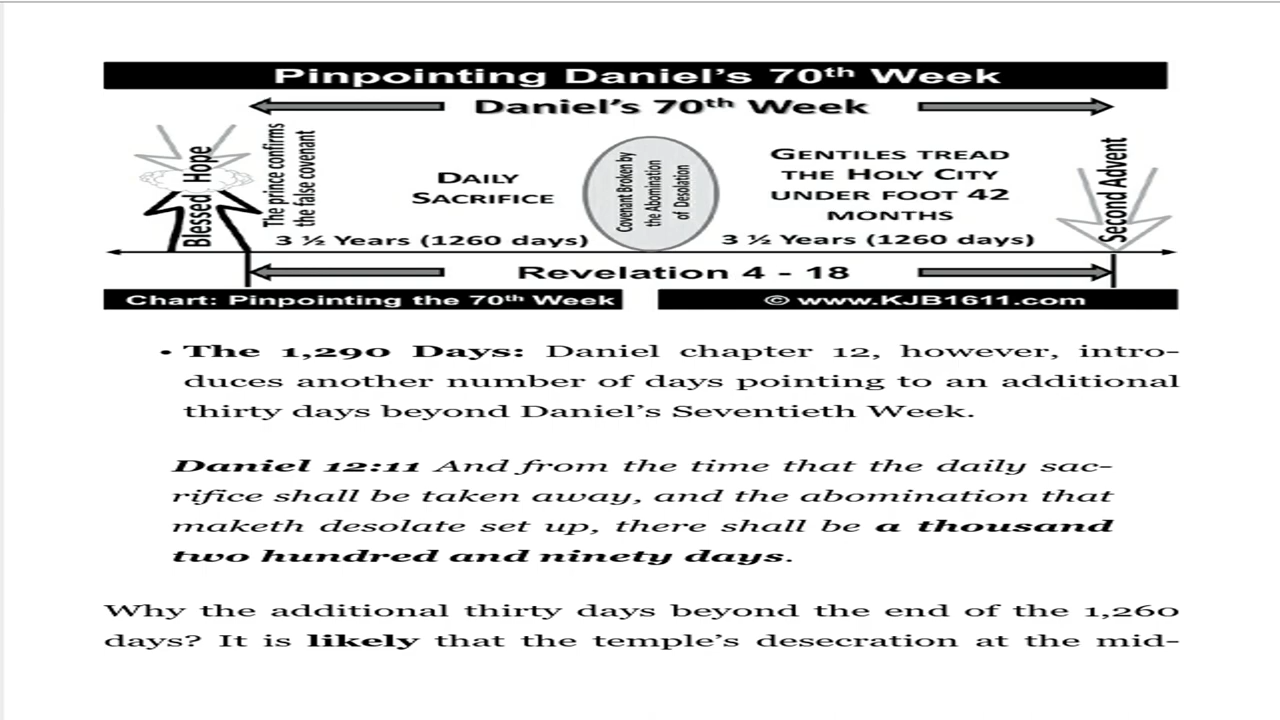 Pinpointing Daniel's 70th Week
Daniel's 70th Week
Blessed Hope
The prince confirms
the false covenant
Daily
Sacrifice
3 ½ Years (1260 days)
Covenant Broken by
the Abomination
of Desolation
Gentiles tread
the Holy City
under foot 42
months
3 ½ Years (1260 days)
Second Advent
Revelation 4 - 18
Chart: Pinpointing the 70th Week
© www.KJB1611.com
• The 1,290 Days: Daniel chapter 12, however, intro-
duces another number of days pointing to an additional
thirty days beyond Daniel's Seventieth Week.
Daniel 12:11 And from the time that the daily sac-
rifice shall be taken away, and the abomination that
maketh desolate set up, there shall be a thousand
two hundred and ninety days.
Why the additional thirty days beyond the end of the 1,260
days? It is likely that the temple's desecration at the mid-